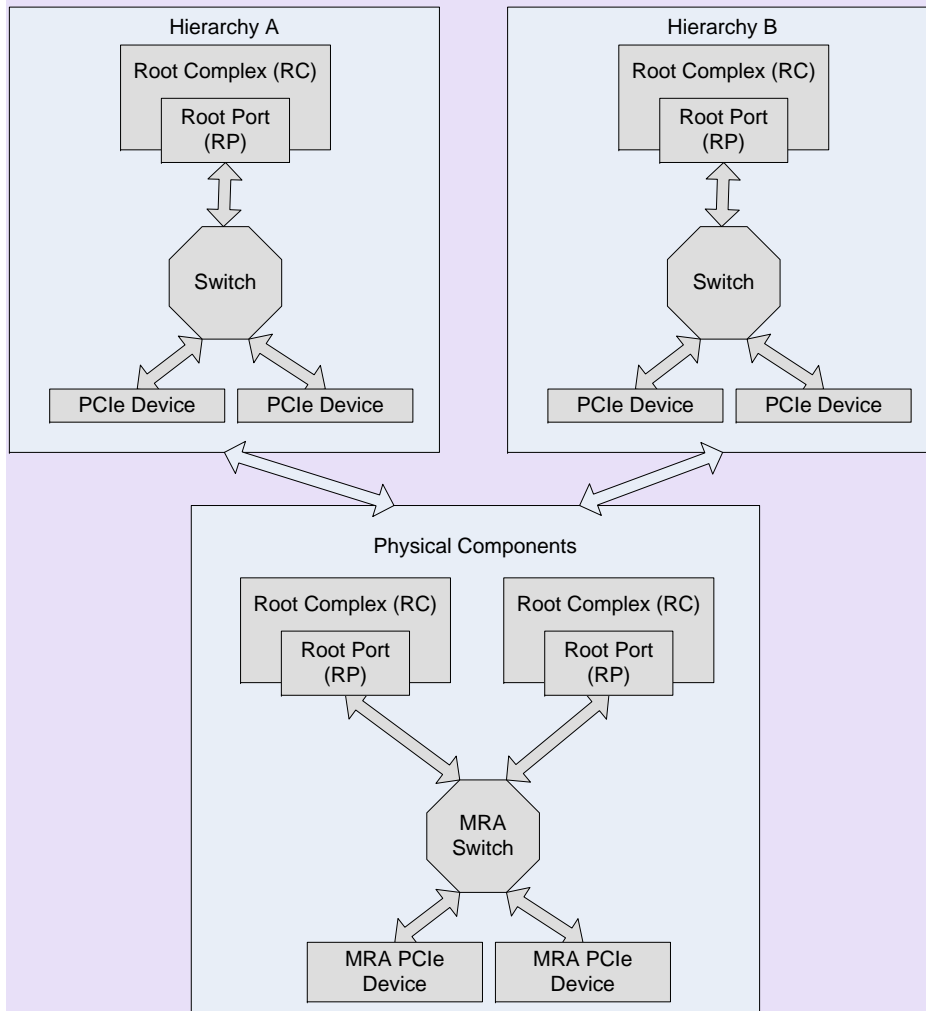 Hierarchy A
Root Complex (RC)
Root Port
(RP)
Switch
PCIe Device
PCIe Device
Hierarchy B
Root Complex (RC)
Root Port
(RP)
Switch
PCIe Device
PCIe Device
Physical Components
Root Complex (RC)
Root Port
(RP)
Root Complex (RC)
Root Port
(RP)
MRA
Switch
MRA PCIe
Device
MRA PCIe
Device